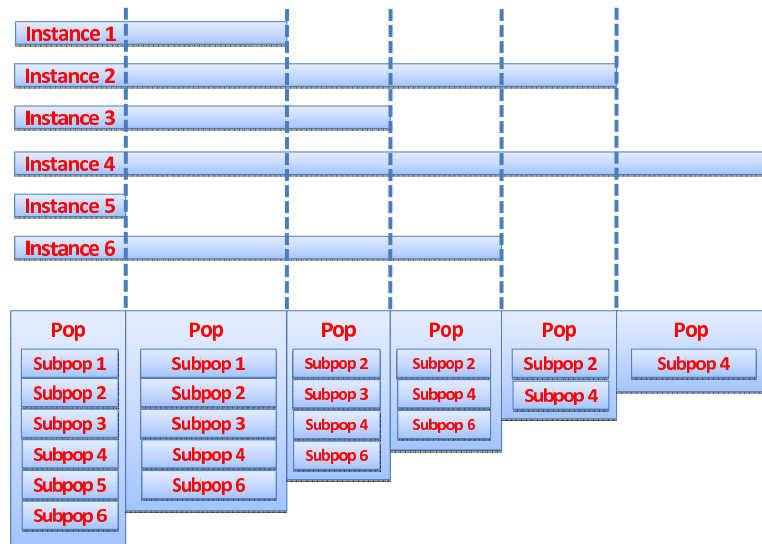 Instance 1
Instance 2
Instance 3
Instance 4
Instance 5
Instance 6
Pop
Subpop 1
Subpop 2
Subpop 3
Subpop 4
Subpop 5
Subpop 6
Pop
Subpop 1
Subpop 2
Subpop 3
Subpop 4
Subpop 6
Pop
Subpop 2
Subpop 3
Subpop 4
Subpop 6
Pop
Subpop 2
Subpop 4
Subpop 6
Pop
Subpop 2
Subpop 4
Pop
Subpop 4